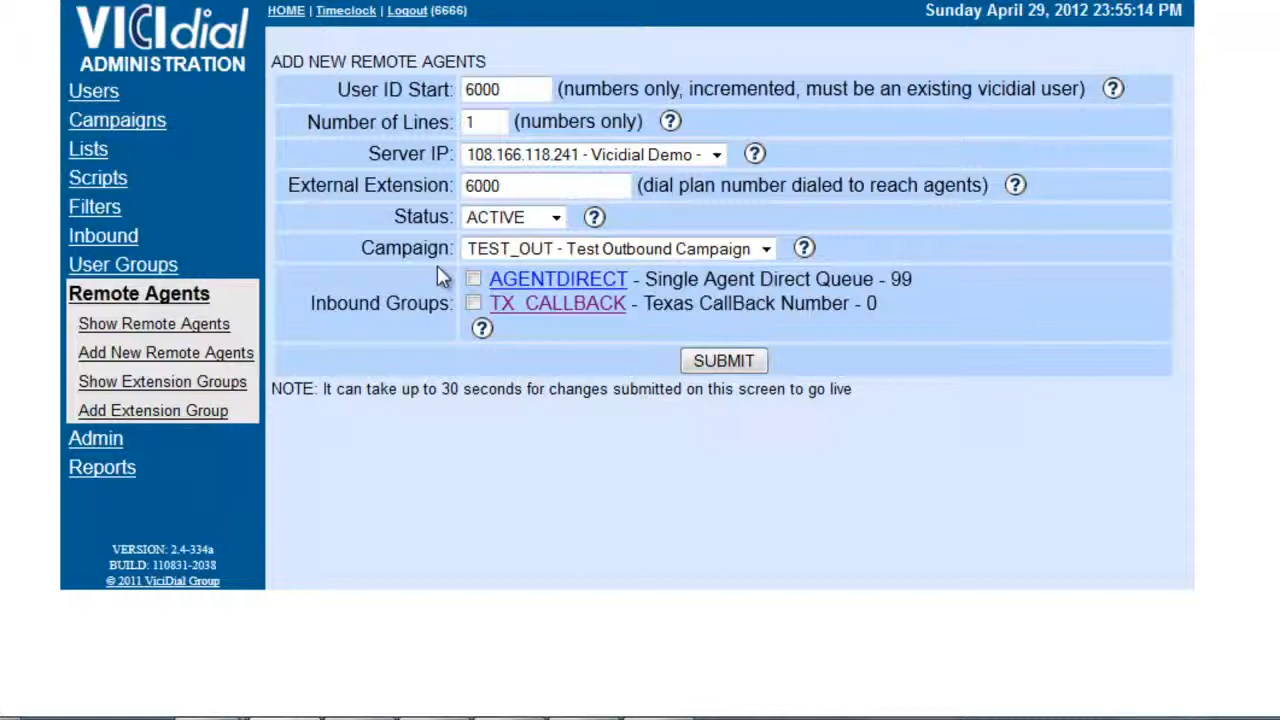 VICIdial
ADMINISTRATION
HOME | Timeclock | Logout (6666)
Sunday April 29, 2012 23:55:14 PM
Users
Campaigns
Lists
Scripts
Filters
Inbound
User Groups
Remote Agents
Show Remote Agents
Add New Remote Agents
Show Extension Groups
Add Extension Group
Admin
Reports
VERSION: 2.4-334a
BUILD: 110831-2038
© 2011 ViciDial Group
ADD NEW REMOTE AGENTS
User ID Start: 6000 (numbers only, incremented, must be an existing vicidial user) ?
Number of Lines: 1 (numbers only) ?
Server IP: 108.166.118.241 - Vicidial Demo - ?
External Extension: 6000 (dial plan number dialed to reach agents) ?
Status: ACTIVE ?
Campaign: TEST_OUT - Test Outbound Campaign ?
AGENTDIRECT - Single Agent Direct Queue - 99
Inbound Groups: TX_CALLBACK - Texas CallBack Number - 0
?
SUBMIT
NOTE: It can take up to 30 seconds for changes submitted on this screen to go live